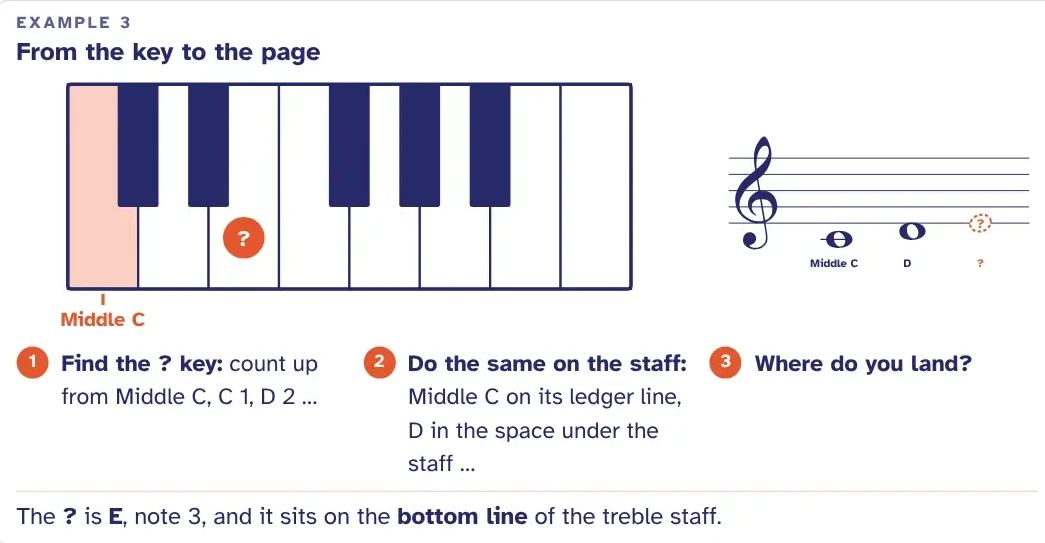 EXAMPLE 3
From the key to the page
?
Middle C
Middle C
D
?
?
1 Find the ? key: count up
from Middle C, C 1, D 2 ...
2 Do the same on the staff:
Middle C on its ledger line,
D in the space under the
staff ...
3 Where do you land?
The ? is E, note 3, and it sits on the bottom line of the treble staff.